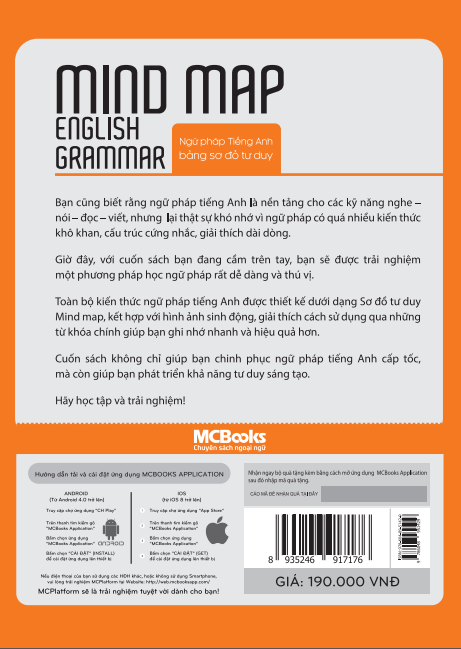 MIND MAP
ENGLISH
GRAMMAR
Ngữ pháp Tiếng Anh
bằng sơ đồ tư duy
Bạn cũng biết rằng ngữ pháp tiếng Anh là nền tảng cho các kỹ năng nghe –
nói – đọc – viết, nhưng lại thật sự khó nhớ vì ngữ pháp có quá nhiều kiến thức
khô khan, cấu trúc cứng nhắc, giải thích dài dòng.
Giờ đây, với cuốn sách bạn đang cầm trên tay, bạn sẽ được trải nghiệm
một phương pháp học ngữ pháp rất dễ dàng và thú vị.
Toàn bộ kiến thức ngữ pháp tiếng Anh được thiết kế dưới dạng Sơ đồ tư duy
Mind map, kết hợp với hình ảnh sinh động, giải thích cách sử dụng qua những
từ khóa chính giúp bạn ghi nhớ nhanh và hiệu quả hơn.
Cuốn sách không chỉ giúp bạn chinh phục ngữ pháp tiếng Anh cấp tốc,
mà còn giúp bạn phát triển khả năng tư duy sáng tạo.
Hãy học tập và trải nghiệm!
MCBooks
Chuyên sách ngoại ngữ
Hướng dẫn tải và cài đặt ứng dụng MCBOOKS APPLICATION
ANDROID
(Từ Android 4.0 trở lên)
Truy cập chợ ứng dụng "CH Play"
Trên thanh tìm kiếm gõ
"MCBooks Application"
Bấm chọn ứng dụng
"MCBooks Application"
Bấm chọn "CÀI ĐẶT" (INSTALL)
để cài đặt ứng dụng lên thiết bị
ANDROID
IOS
(từ IOS 8 trở lên)
Truy cập chợ ứng dụng "App Store"
Trên thanh tìm kiếm gõ
"MCBooks Application"
Bấm chọn ứng dụng
"MCBooks Application"
Bấm chọn "CÀI ĐẶT" (GET)
để cài đặt ứng dụng lên thiết bị
Nếu điện thoại của bạn sử dụng các HĐH khác, hoặc không sử dụng Smartphone,
vui lòng trải nghiệm MCPlatform tại Website: http://web.mcbooksapp.com/
MCPlatform sẽ là trải nghiệm tuyệt vời dành cho bạn!
Nhận ngay bộ quà tặng kèm bằng cách mở ứng dụng MCBooks Application
sau đó nhập mã quà tặng.
CÀO MÃ ĐỂ NHẬN QUÀ TẠI ĐÂY
8 935246 917176
GIÁ: 190.000 VNĐ